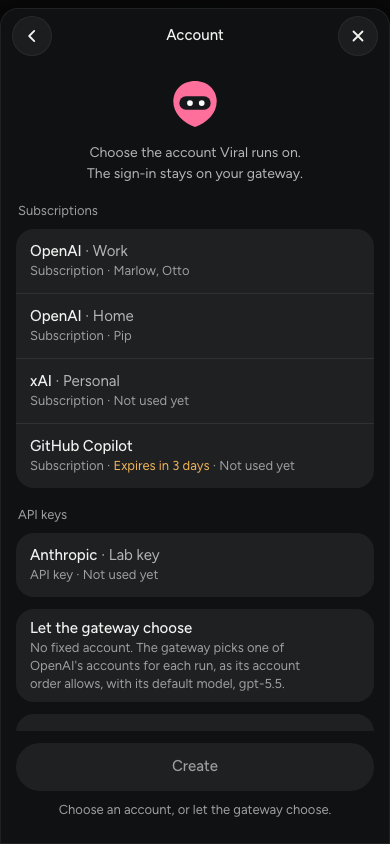 Account
Choose the account Viral runs on.
The sign-in stays on your gateway.
Subscriptions
OpenAI · Work
Subscription · Marlow, Otto
OpenAI · Home
Subscription · Pip
xAI · Personal
Subscription · Not used yet
GitHub Copilot
Subscription · Expires in 3 days · Not used yet
API keys
Anthropic · Lab key
API key · Not used yet
Let the gateway choose
No fixed account. The gateway picks one of
OpenAI's accounts for each run, as its account
order allows, with its default model, gpt-5.5.
Create
Choose an account, or let the gateway choose.